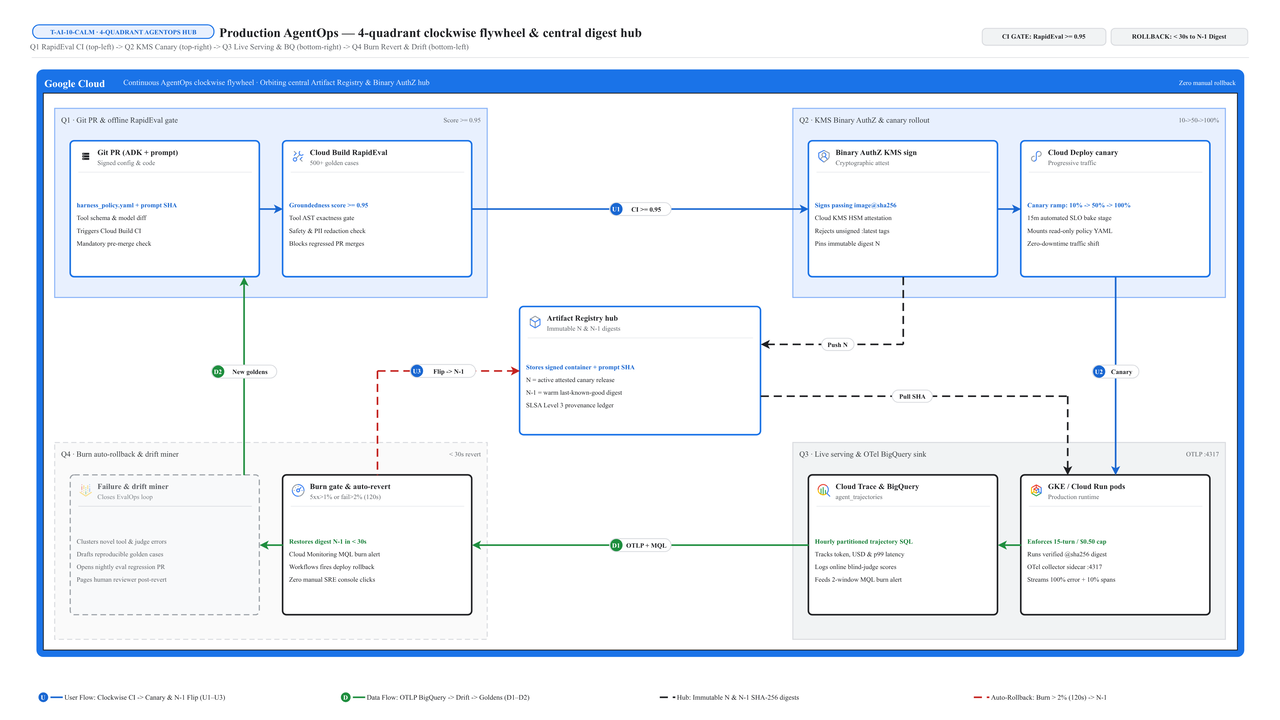 T-AI-10-CALM · 4-QUADRANT AGENTOPS HUB
Production AgentOps — 4-quadrant clockwise flywheel & central digest hub
Q1 RapidEval CI (top-left) -> Q2 KMS Canary (top-right) -> Q3 Live Serving & BQ (bottom-right) -> Q4 Burn Revert & Drift (bottom-left)
CI GATE: RapidEval >= 0.95
ROLLBACK: < 30s to N-1 Digest
Google Cloud
Continuous AgentOps clockwise flywheel · Orbiting central Artifact Registry & Binary AuthZ hub
Zero manual rollback
Q1 · Git PR & offline RapidEval gate
Score >= 0.95
Git PR (ADK + prompt)
Signed config & code
harness_policy.yaml + prompt SHA
Tool schema & model diff
Triggers Cloud Build CI
Mandatory pre-merge check
Cloud Build RapidEval
500+ golden cases
Groundedness score >= 0.95
Tool AST exactness gate
Safety & PII redaction check
Blocks regressed PR merges
U1 CI >= 0.95
Q2 · KMS Binary AuthZ & canary rollout
10->50->100%
Binary AuthZ KMS sign
Cryptographic attest
Signs passing image@sha256
Cloud KMS HSM attestation
Rejects unsigned :latest tags
Pins immutable digest N
Cloud Deploy canary
Progressive traffic
Canary ramp: 10% -> 50% -> 100%
15m automated SLO bake stage
Mounts read-only policy YAML
Zero-downtime traffic shift
Artifact Registry hub
Immutable N & N-1 digests
Stores signed container + prompt SHA
N = active attested canary release
N-1 = warm last-known-good digest
SLSA Level 3 provenance ledger
Push N
Pull SHA
D2 New goldens
U3 Flip -> N-1
U2 Canary
Q4 · Burn auto-rollback & drift miner
< 30s revert
Failure & drift miner
Closes EvalOps loop
Clusters novel tool & judge errors
Drafts reproducible golden cases
Opens nightly eval regression PR
Pages human reviewer post-revert
Burn gate & auto-revert
5xx>1% or fail>2% (120s)
Restores digest N-1 in < 30s
Cloud Monitoring MQL burn alert
Workflows fires deploy rollback
Zero manual SRE console clicks
D1 OTLP + MQL
Q3 · Live serving & OTel BigQuery sink
OTLP :4317
Cloud Trace & BigQuery
agent_trajectories
Hourly partitioned trajectory SQL
Tracks token, USD & p99 latency
Logs online blind-judge scores
Feeds 2-window MQL burn alert
GKE / Cloud Run pods
Production runtime
Enforces 15-turn / $0.50 cap
Runs verified @sha256 digest
OTel collector sidecar :4317
Streams 100% error + 10% spans
U User Flow: Clockwise CI -> Canary & N-1 Flip (U1–U3)
D Data Flow: OTLP BigQuery -> Drift -> Goldens (D1–D2)
Hub: Immutable N & N-1 SHA-256 digests
Auto-Rollback: Burn > 2% (120s) -> N-1